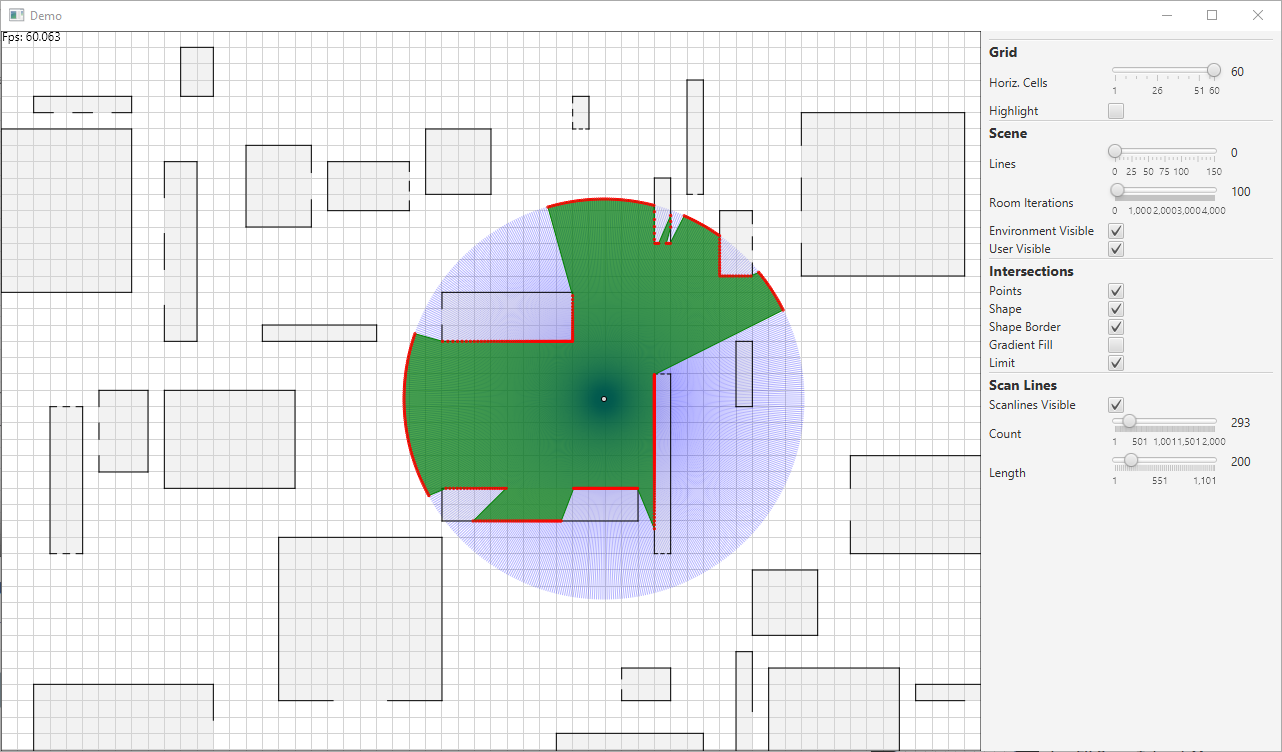 Demo
Fps: 60.063
Grid
Horiz. Cells 60
1 26 51 60
Highlight
Scene
Lines 0
0 25 50 75 100 150
Room Iterations 100
0 1,000 2,000 3,000 4,000
Environment Visible
User Visible
Intersections
Points
Shape
Shape Border
Gradient Fill
Limit
Scan Lines
Scanlines Visible
Count 293
1 501 1,001 1,501 2,000
Length 200
1 551 1,101